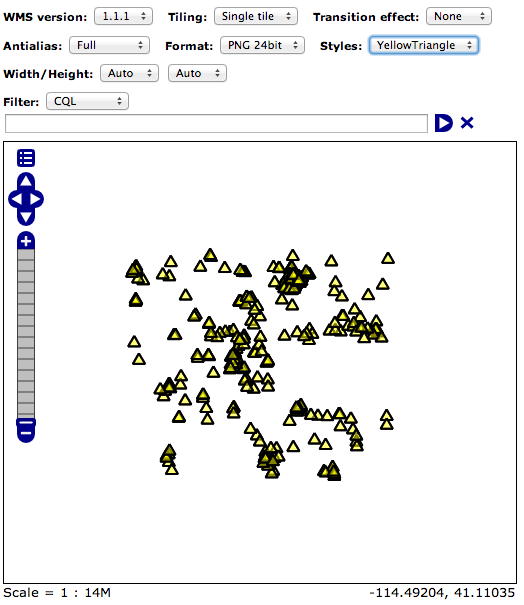 WMS version: 1.1.1 Tiling: Single tile Transition effect: None
Antialias: Full Format: PNG 24bit Styles: YellowTriangle
Width/Height: Auto Auto
Filter: CQL
Scale = 1 : 14M -114.49204, 41.11035